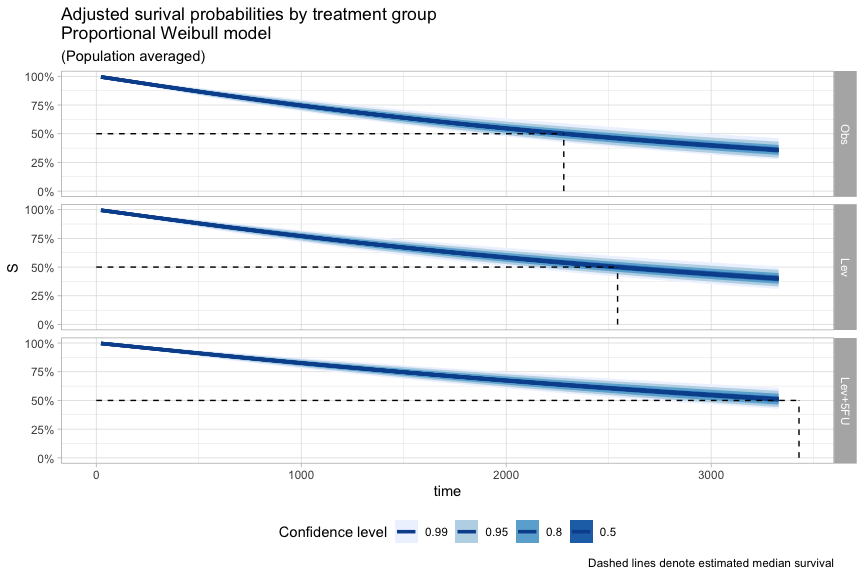 Adjusted surival probabilities by treatment group
Proportional Weibull model
(Population averaged)
100%
75%
50%
25%
0%
Obs
100%
75%
50%
25%
0%
Lev
S
100%
75%
50%
25%
0%
Lev+5FU
0 1000 2000 3000
time
Confidence level 0.99 0.95 0.8 0.5
Dashed lines denote estimated median survival